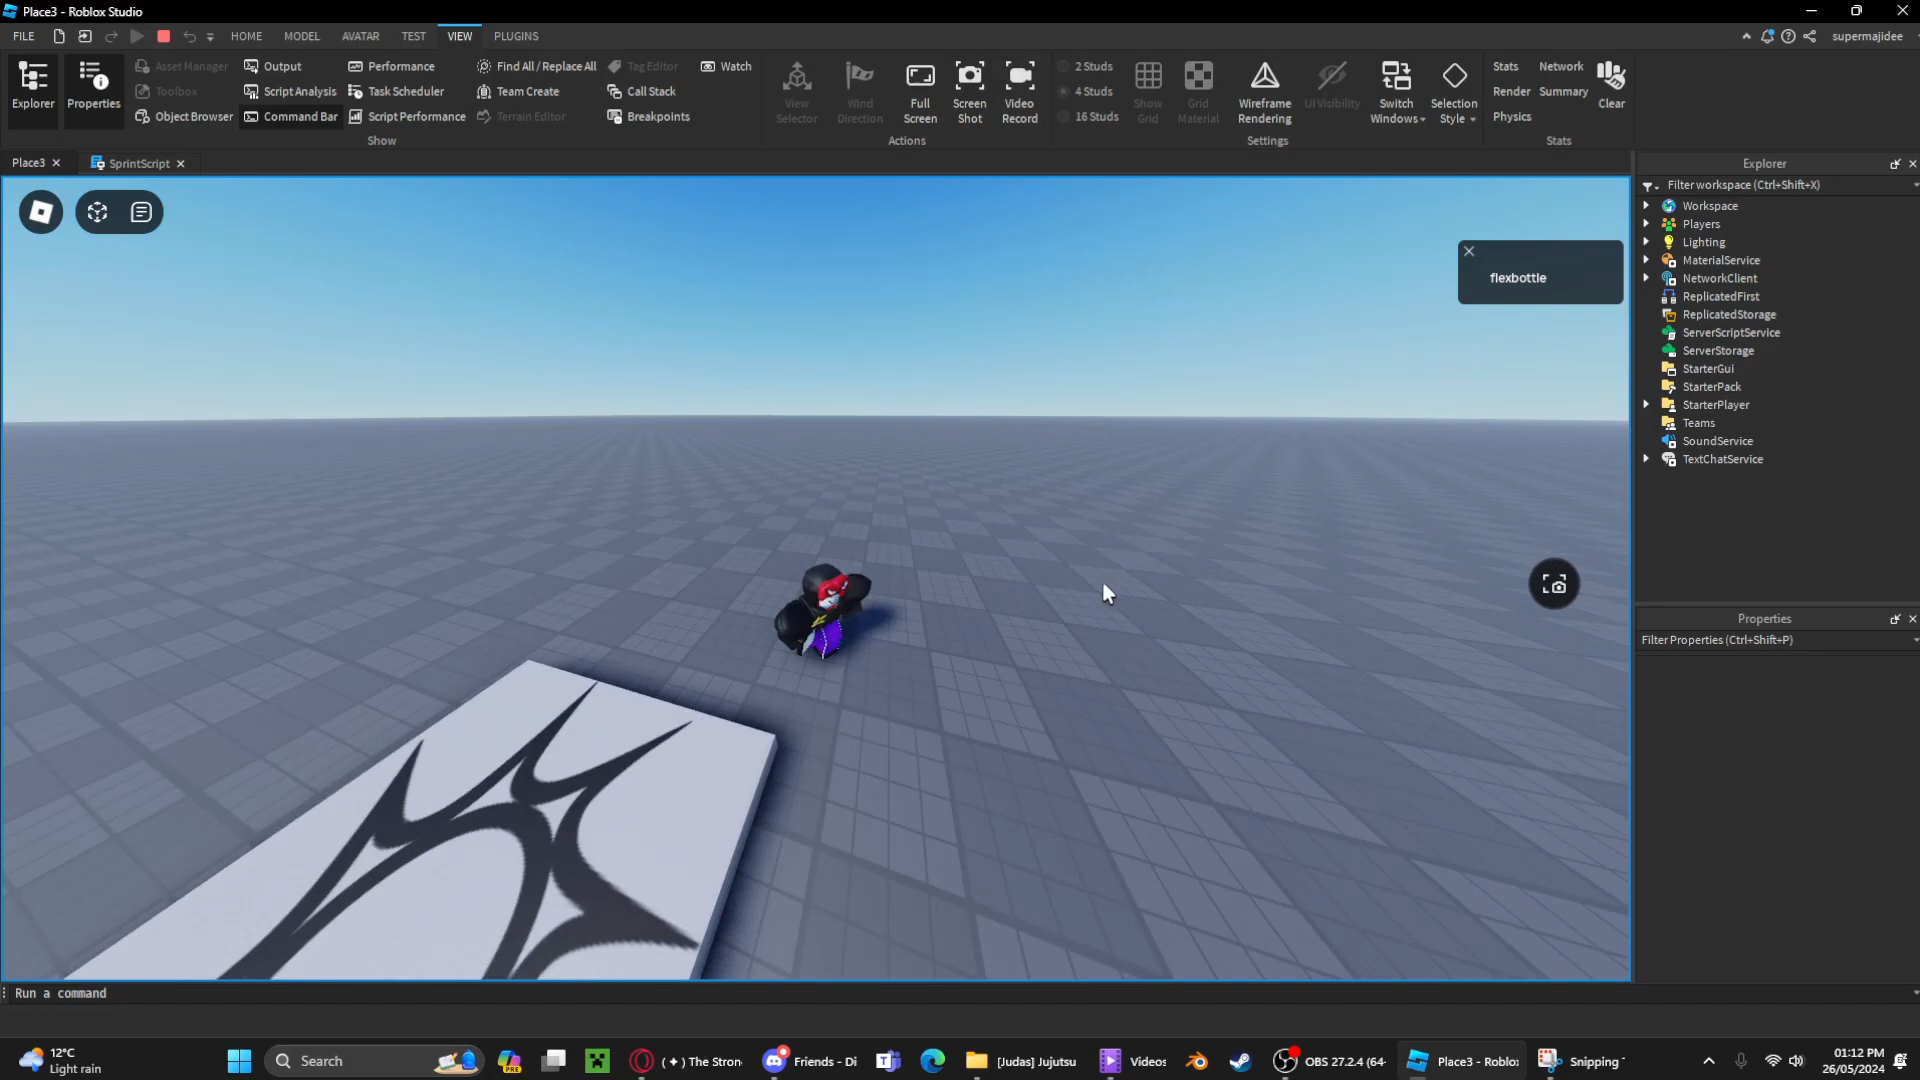 Place3 - Roblox Studio
FILE HOME MODEL AVATAR TEST VIEW PLUGINS supermajidee
Explorer
Properties
Asset Manager
Toolbox
Object Browser
Output
Script Analysis
Command Bar
Performance
Task Scheduler
Script Performance
Find All / Replace All
Team Create
Terrain Editor
Tag Editor
Call Stack
Breakpoints
Watch
Show
View
Selector
Wind
Direction
Full
Screen
Screen
Shot
Video
Record
Actions
2 Studs
4 Studs
16 Studs
Show
Grid
Grid
Material
Wireframe
Rendering
UI Visibility
Switch
Windows
Selection
Style
Settings
Stats Network
Render Summary
Physics
Clear
Stats
Place3 SprintScript
flexbottle
Explorer
Filter workspace (Ctrl+Shift+X)
Workspace
Players
Lighting
MaterialService
NetworkClient
ReplicatedFirst
ReplicatedStorage
ServerScriptService
ServerStorage
StarterGui
StarterPack
StarterPlayer
Teams
SoundService
TextChatService
Properties
Filter Properties (Ctrl+Shift+P)
Run a command
12°C
Light rain
Search
PRE
( ✦ ) The Stron
Friends - Di
[Judas] Jujutsu
Videos
OBS 27.2.4 (64-
Place3 - Roblox
Snipping
01:12 PM
26/05/2024